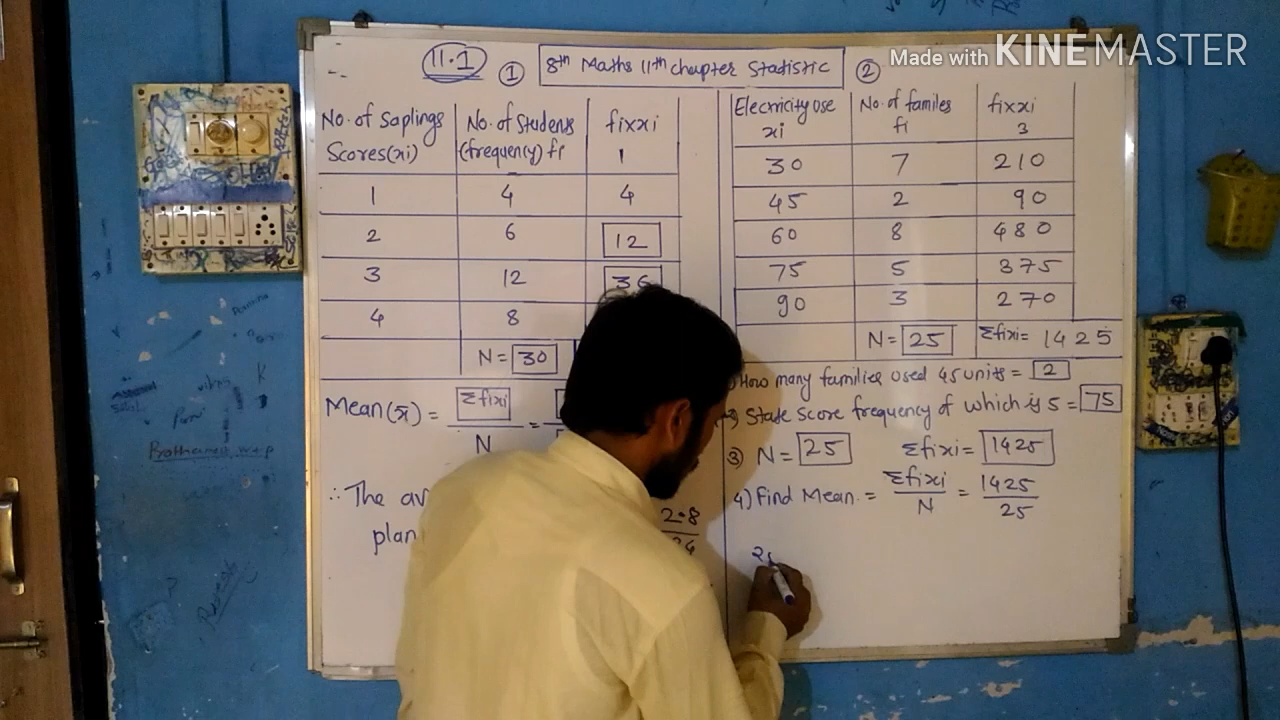 Made with KINEMASTER
11.1 ① 8th Maths 11th chapter Statistic ②
No. of Saplings Scores(xi) | No. of Students (frequency) fi | fixxi
1
1 | 4 | 4
2 | 6 | 12
3 | 12 | 36
4 | 8
N = 30
Mean(x̄) = Σfixi / N =
∴ The av
plan
2.8
24
Electricity use xi | No. of familes fi | fixxi
3
30 | 7 | 210
45 | 2 | 90
60 | 8 | 480
75 | 5 | 375
90 | 3 | 270
N = 25 | Σfixi = 1425
How many families used 45 units = 2
State score frequency of which is 5 = 75
③ N = 25 Σfixi = 1425
4) Find Mean. = Σfixi / N = 1425 / 25